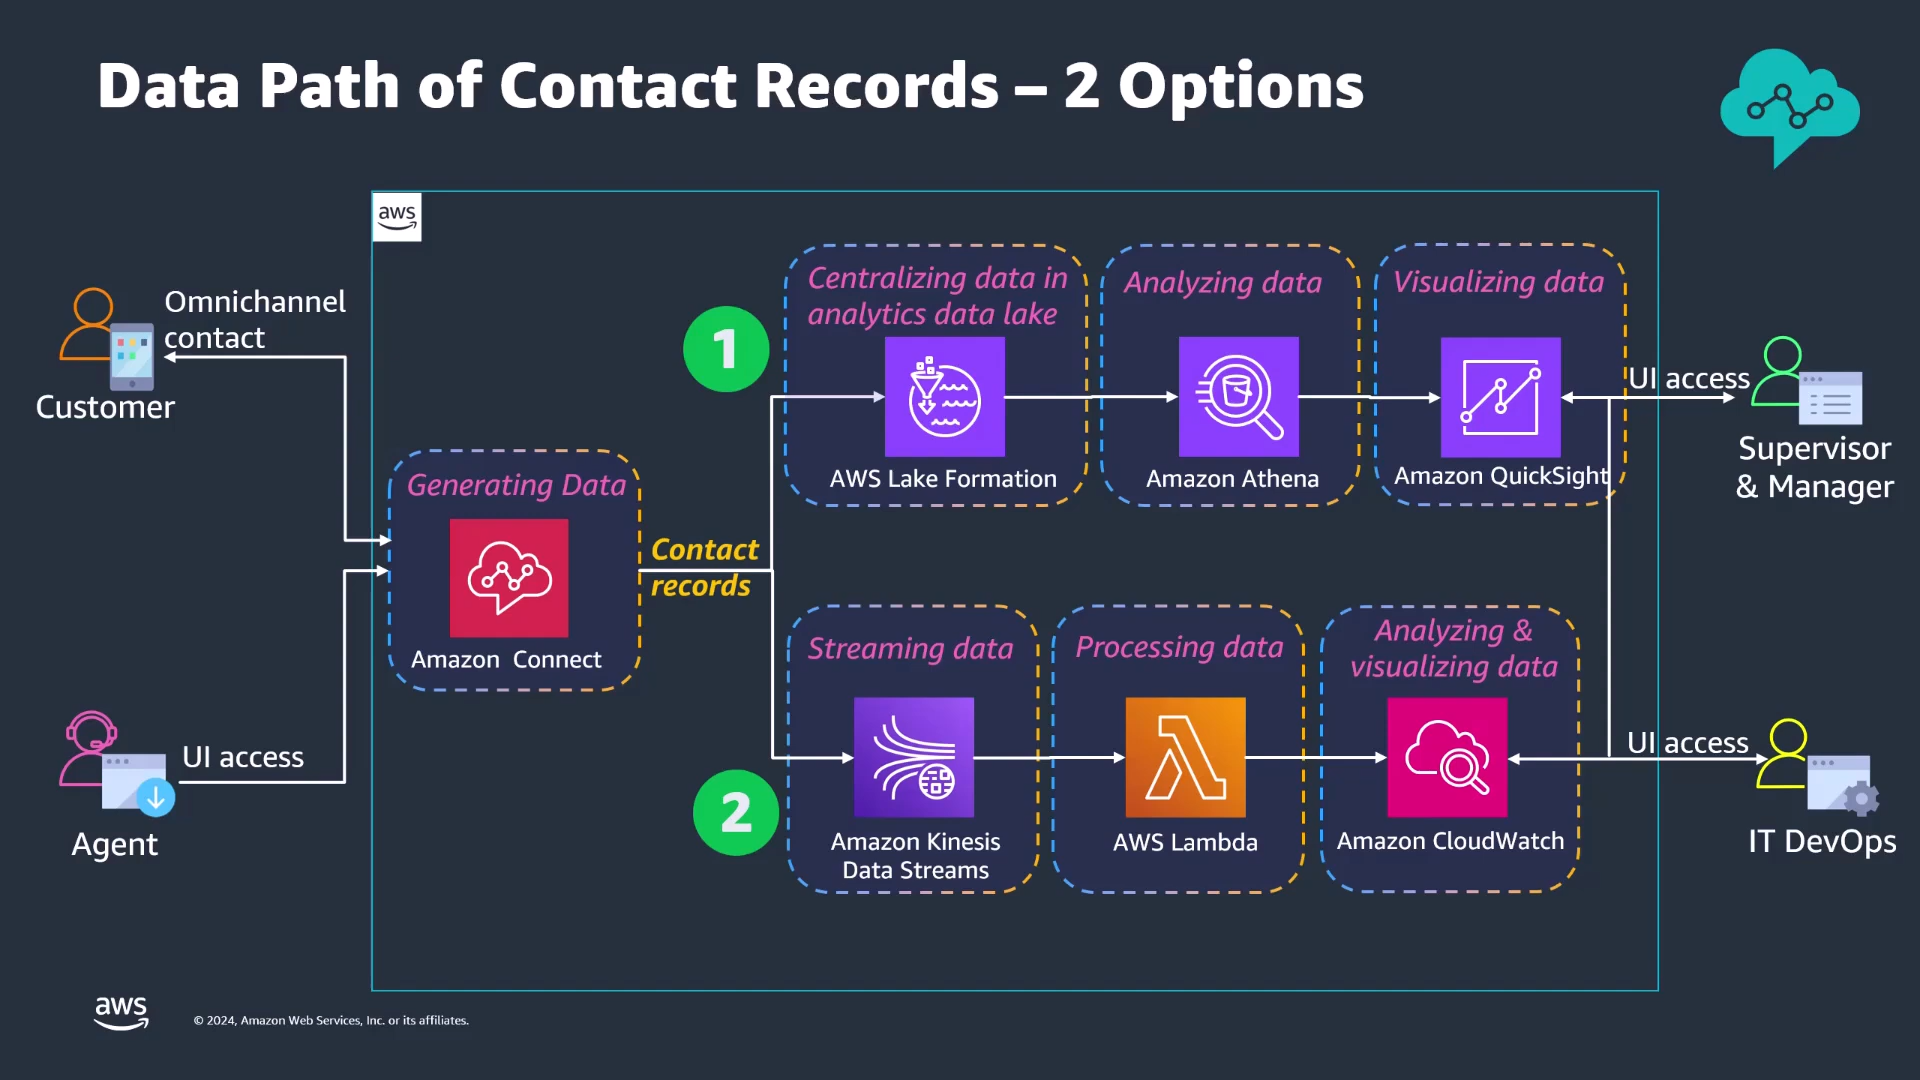 Data Path of Contact Records – 2 Options
aws
Omnichannel
contact
Customer
UI access
Agent
Generating Data
Amazon Connect
Contact
records
1
Centralizing data in
analytics data lake
AWS Lake Formation
Analyzing data
Amazon Athena
Visualizing data
Amazon QuickSight
UI access
Supervisor
& Manager
2
Streaming data
Amazon Kinesis
Data Streams
Processing data
AWS Lambda
Analyzing &
visualizing data
Amazon CloudWatch
UI access
IT DevOps
aws
© 2024, Amazon Web Services, Inc. or its affiliates.